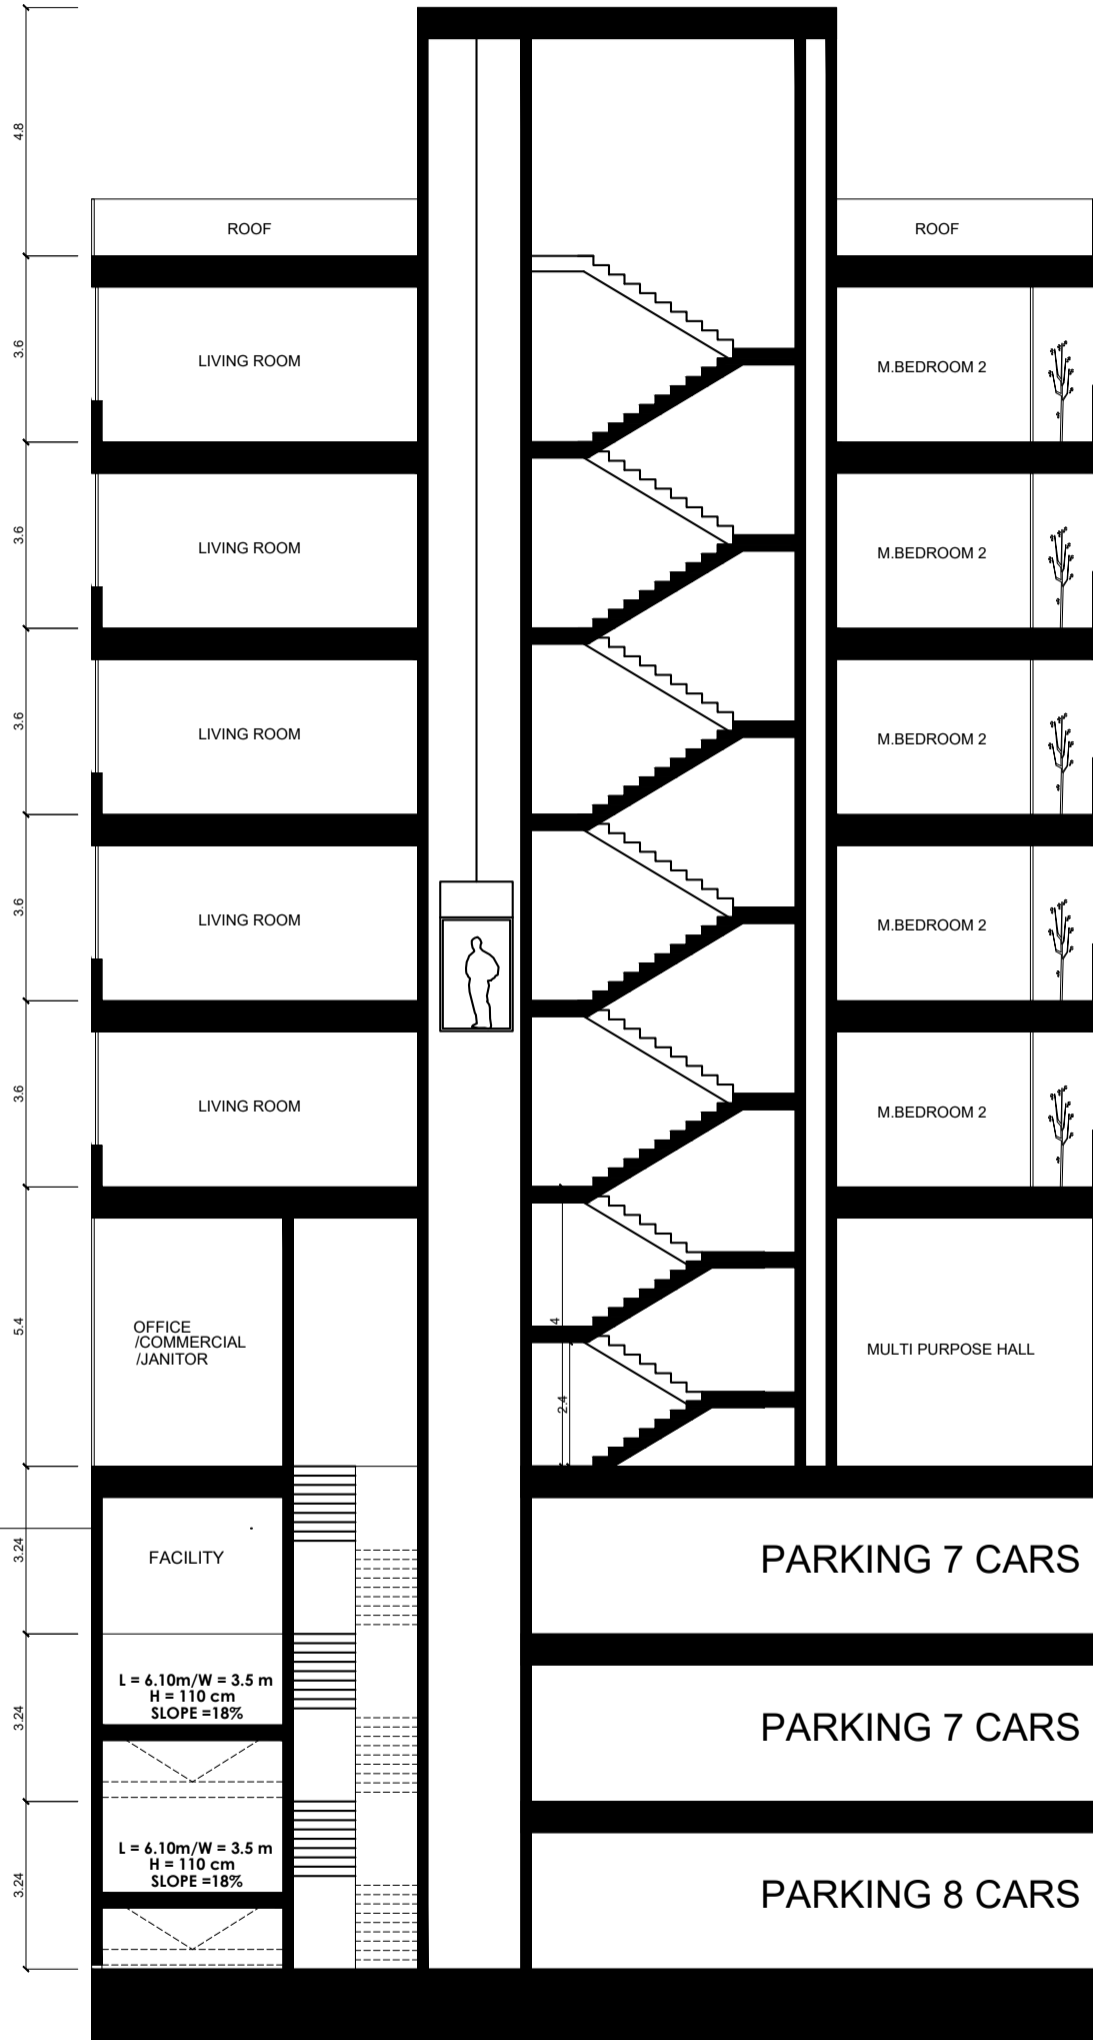 4.8
ROOF
ROOF
3.6
LIVING ROOM
M.BEDROOM 2
3.6
LIVING ROOM
M.BEDROOM 2
3.6
LIVING ROOM
M.BEDROOM 2
3.6
LIVING ROOM
M.BEDROOM 2
3.6
LIVING ROOM
M.BEDROOM 2
5.4
OFFICE
/COMMERCIAL
/JANITOR
4
2.4
MULTI PURPOSE HALL
3.24
FACILITY
PARKING 7 CARS
3.24
L = 6.10m/W = 3.5 m
H = 110 cm
SLOPE =18%
PARKING 7 CARS
3.24
L = 6.10m/W = 3.5 m
H = 110 cm
SLOPE =18%
PARKING 8 CARS